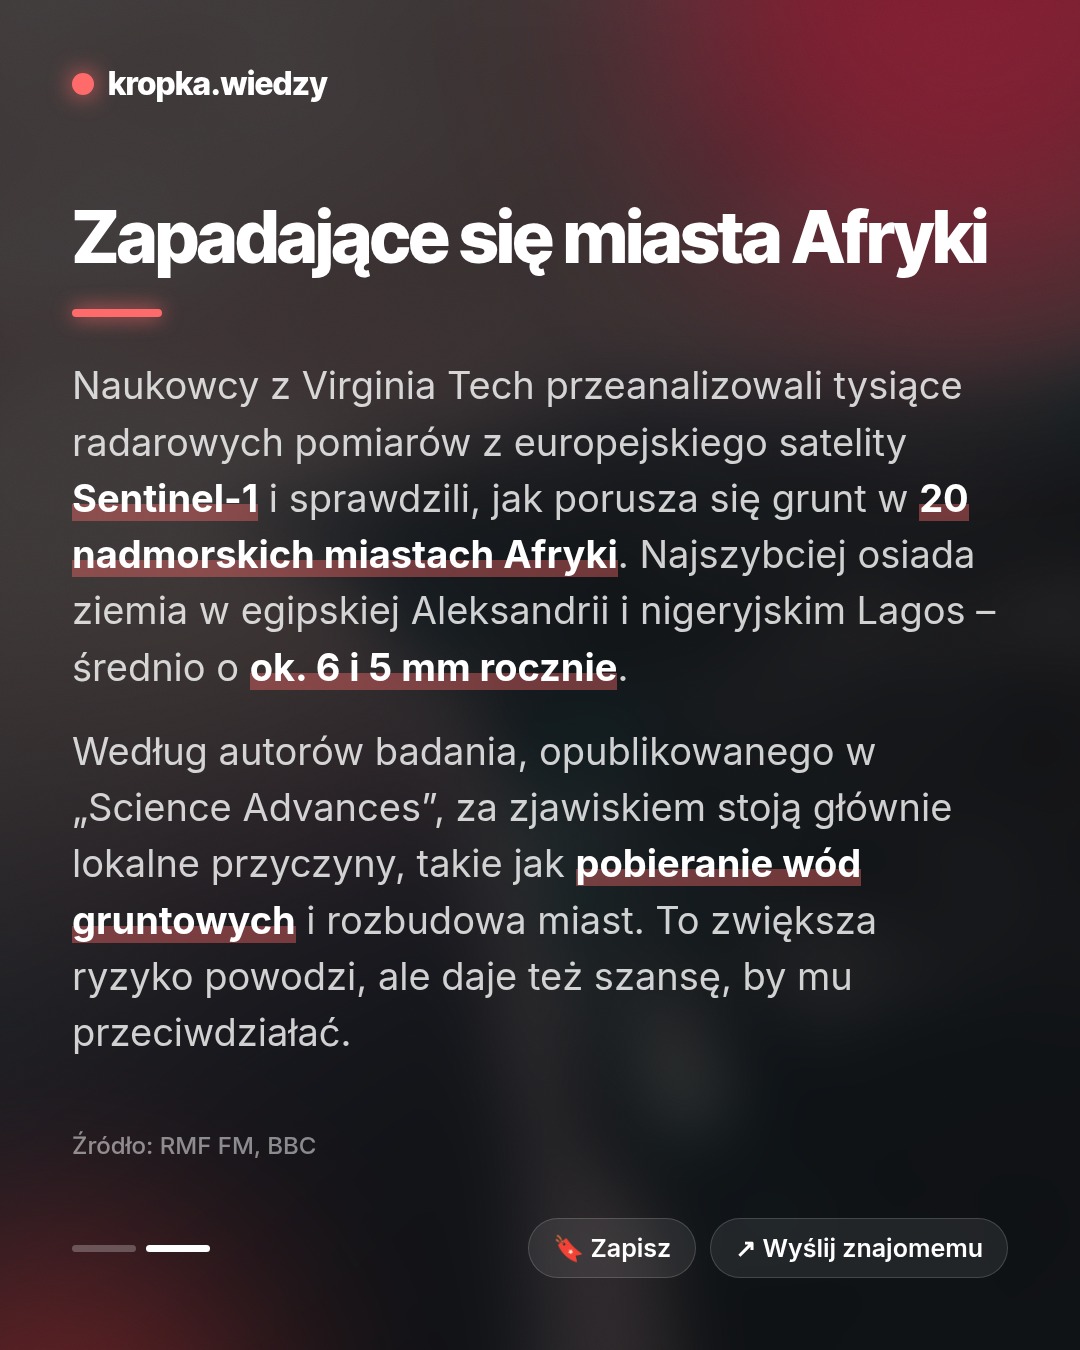 kropka.wiedzy
Zapadające się miasta Afryki
Naukowcy z Virginia Tech przeanalizowali tysiące
radarowych pomiarów z europejskiego satelity
Sentinel-1 i sprawdzili, jak porusza się grunt w 20
nadmorskich miastach Afryki. Najszybciej osiada
ziemia w egipskiej Aleksandrii i nigeryjskim Lagos –
średnio o ok. 6 i 5 mm rocznie.
Według autorów badania, opublikowanego w
„Science Advances”, za zjawiskiem stoją głównie
lokalne przyczyny, takie jak pobieranie wód
gruntowych i rozbudowa miast. To zwiększa
ryzyko powodzi, ale daje też szansę, by mu
przeciwdziałać.
Źródło: RMF FM, BBC
🔖 Zapisz
↗ Wyślij znajomemu